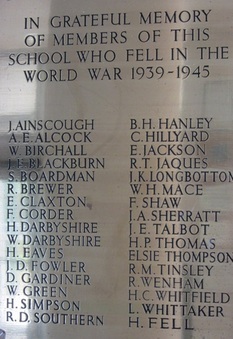 IN GRATEFUL MEMORY
OF MEMBERS OF THIS
SCHOOL WHO FELL IN THE
WORLD WAR 1939-1945
J.AINSCOUGH
A.E.ALCOCK
W. BIRCHALL
J.F. BLACKBURN
S. BOARDMAN
R. BREWER
E. CLAXTON
F. CORDER
H. DARBYSHIRE
W. DARBYSHIRE
H. EAVES
J.D. FOWLER
D. GARDINER
W. GREEN
H. SIMPSON
R.D. SOUTHERN
B.H. HANLEY
C. HILLYARD
E. JACKSON
R.T. JAQUES
J.K. LONGBOTTOM
W.H. MACE
F. SHAW
J.A. SHERRATT
J.E. TALBOT
H.P. THOMAS
ELSIE THOMPSON
R.M. TINSLEY
R. WENHAM
H.C. WHITFIELD
L. WHITTAKER
H. FELL